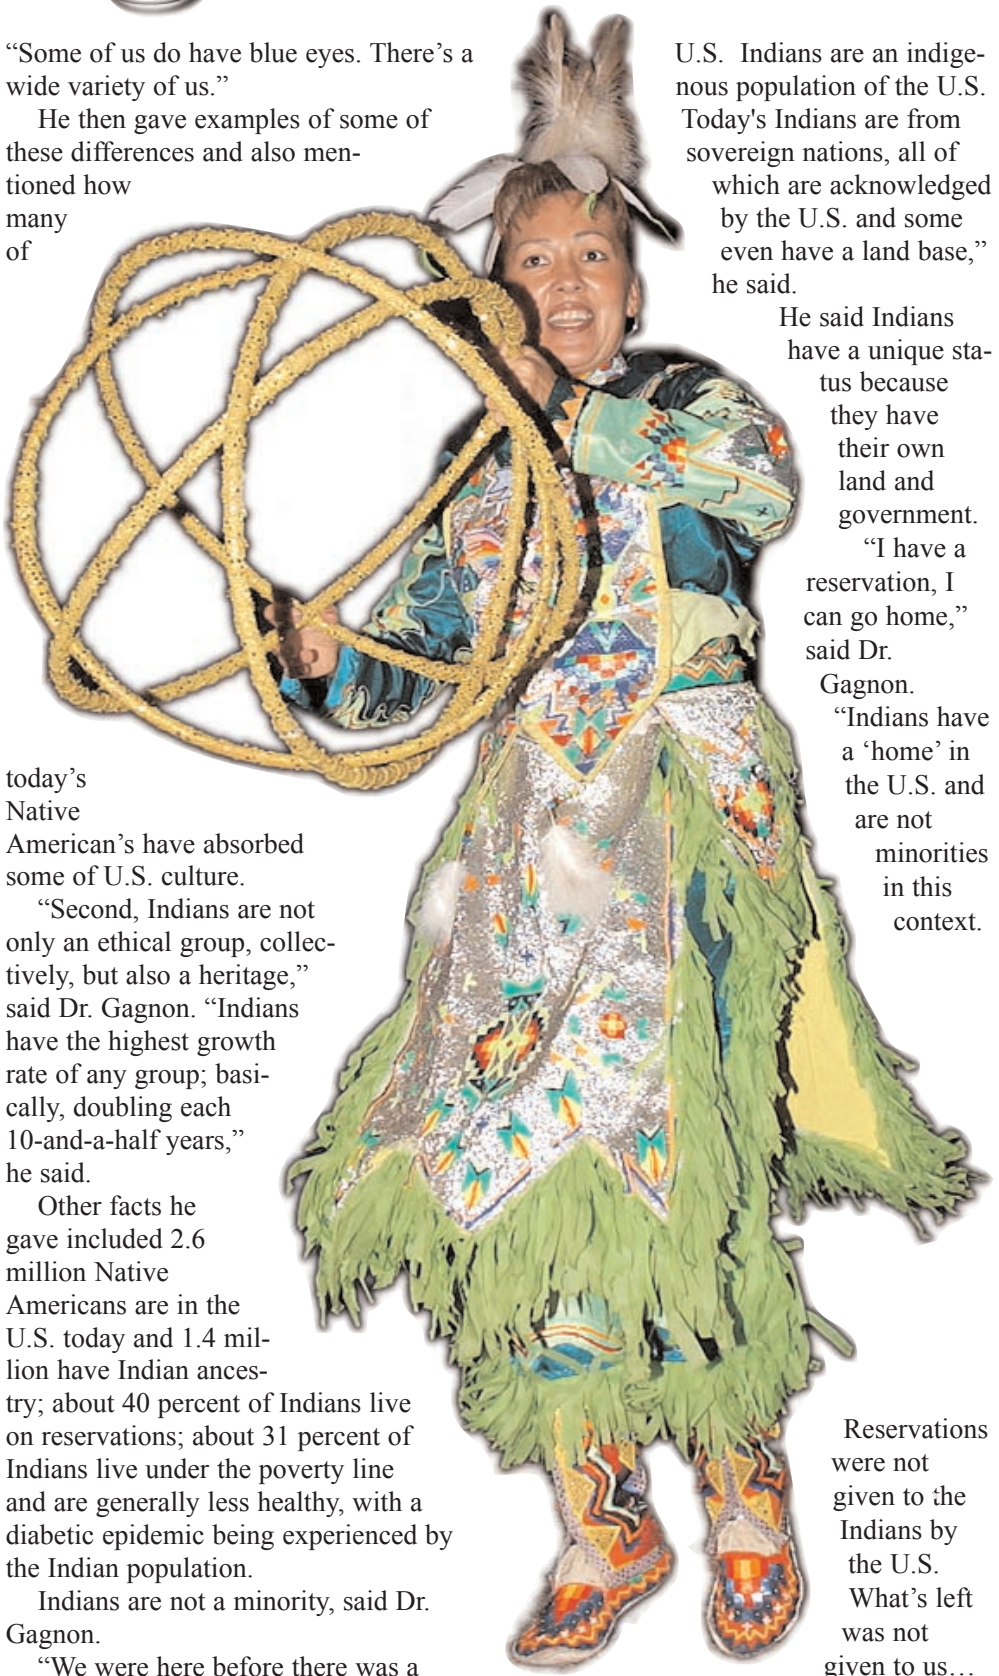 “Some of us do have blue eyes. There’s a
wide variety of us.”
He then gave examples of some of
these differences and also men-
tioned how
many
of
today’s
Native
American’s have absorbed
some of U.S. culture.
“Second, Indians are not
only an ethical group, collec-
tively, but also a heritage,”
said Dr. Gagnon. “Indians
have the highest growth
rate of any group; basi-
cally, doubling each
10-and-a-half years,”
he said.
Other facts he
gave included 2.6
million Native
Americans are in the
U.S. today and 1.4 mil-
lion have Indian ances-
try; about 40 percent of Indians live
on reservations; about 31 percent of
Indians live under the poverty line
and are generally less healthy, with a
diabetic epidemic being experienced by
the Indian population.
Indians are not a minority, said Dr.
Gagnon.
“We were here before there was a
U.S.  Indians are an indige-
nous population of the U.S.
Today's Indians are from
sovereign nations, all of
which are acknowledged
by the U.S. and some
even have a land base,”
he said.
He said Indians
have a unique sta-
tus because
they have
their own
land and
government.
“I have a
reservation, I
can go home,”
said Dr.
Gagnon.
“Indians have
a ‘home’ in
the U.S. and
are not
minorities
in this
context.
Reservations
were not
given to the
Indians by
the U.S.
What’s left
was not
given to us…